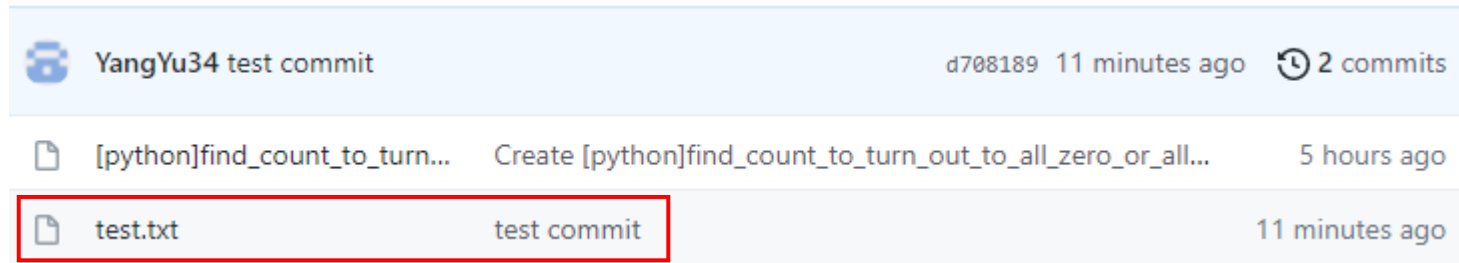 YangYu34 test commit d708189 11 minutes ago 2 commits
[python]find_count_to_turn... Create [python]find_count_to_turn_out_to_all_zero_or_all... 5 hours ago
test.txt test commit 11 minutes ago